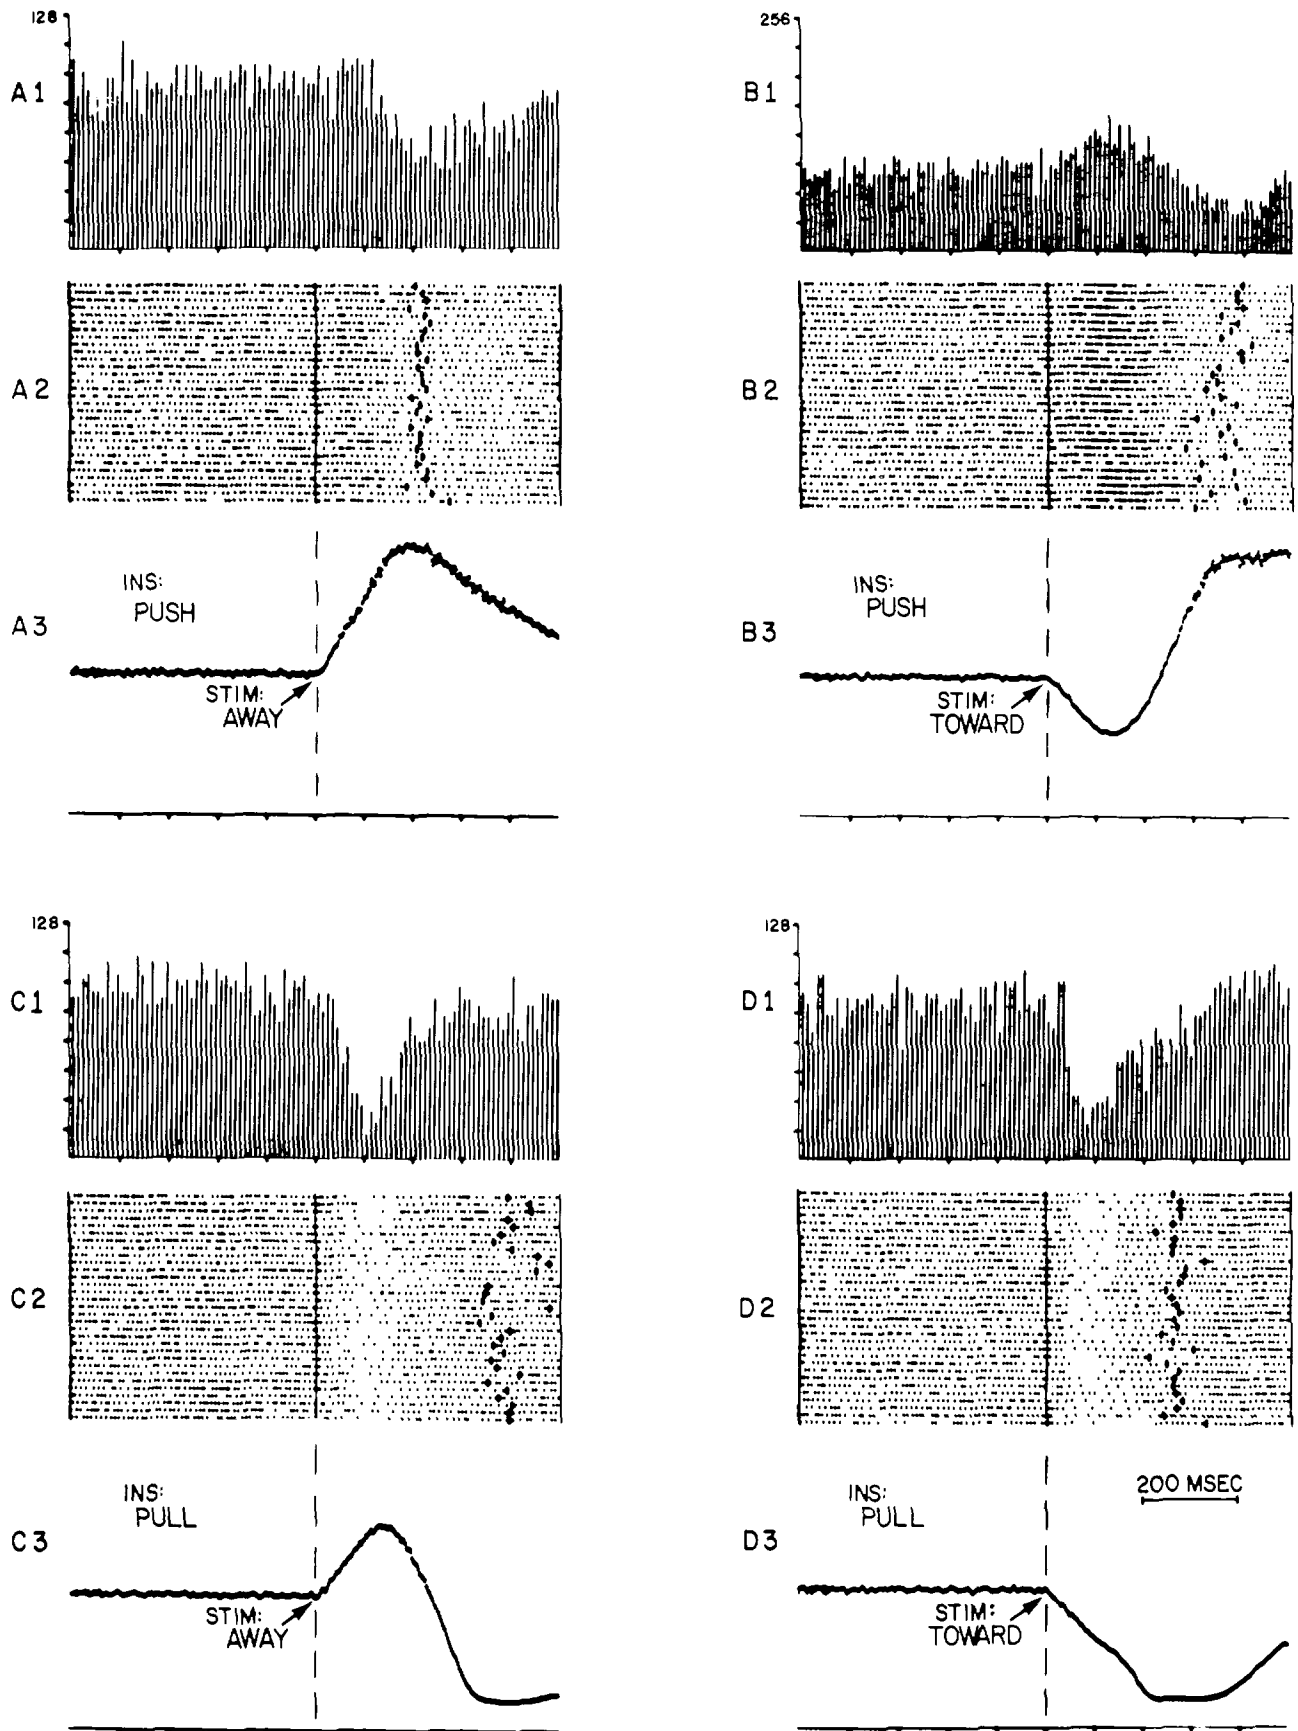 128
A1
A2
INS:
PUSH
A3
STIM:
AWAY
256
B1
B2
INS:
PUSH
B3
STIM:
TOWARD
128
C1
C2
INS:
PULL
C3
STIM:
AWAY
128
D1
D2
200 MSEC
INS:
PULL
D3
STIM:
TOWARD